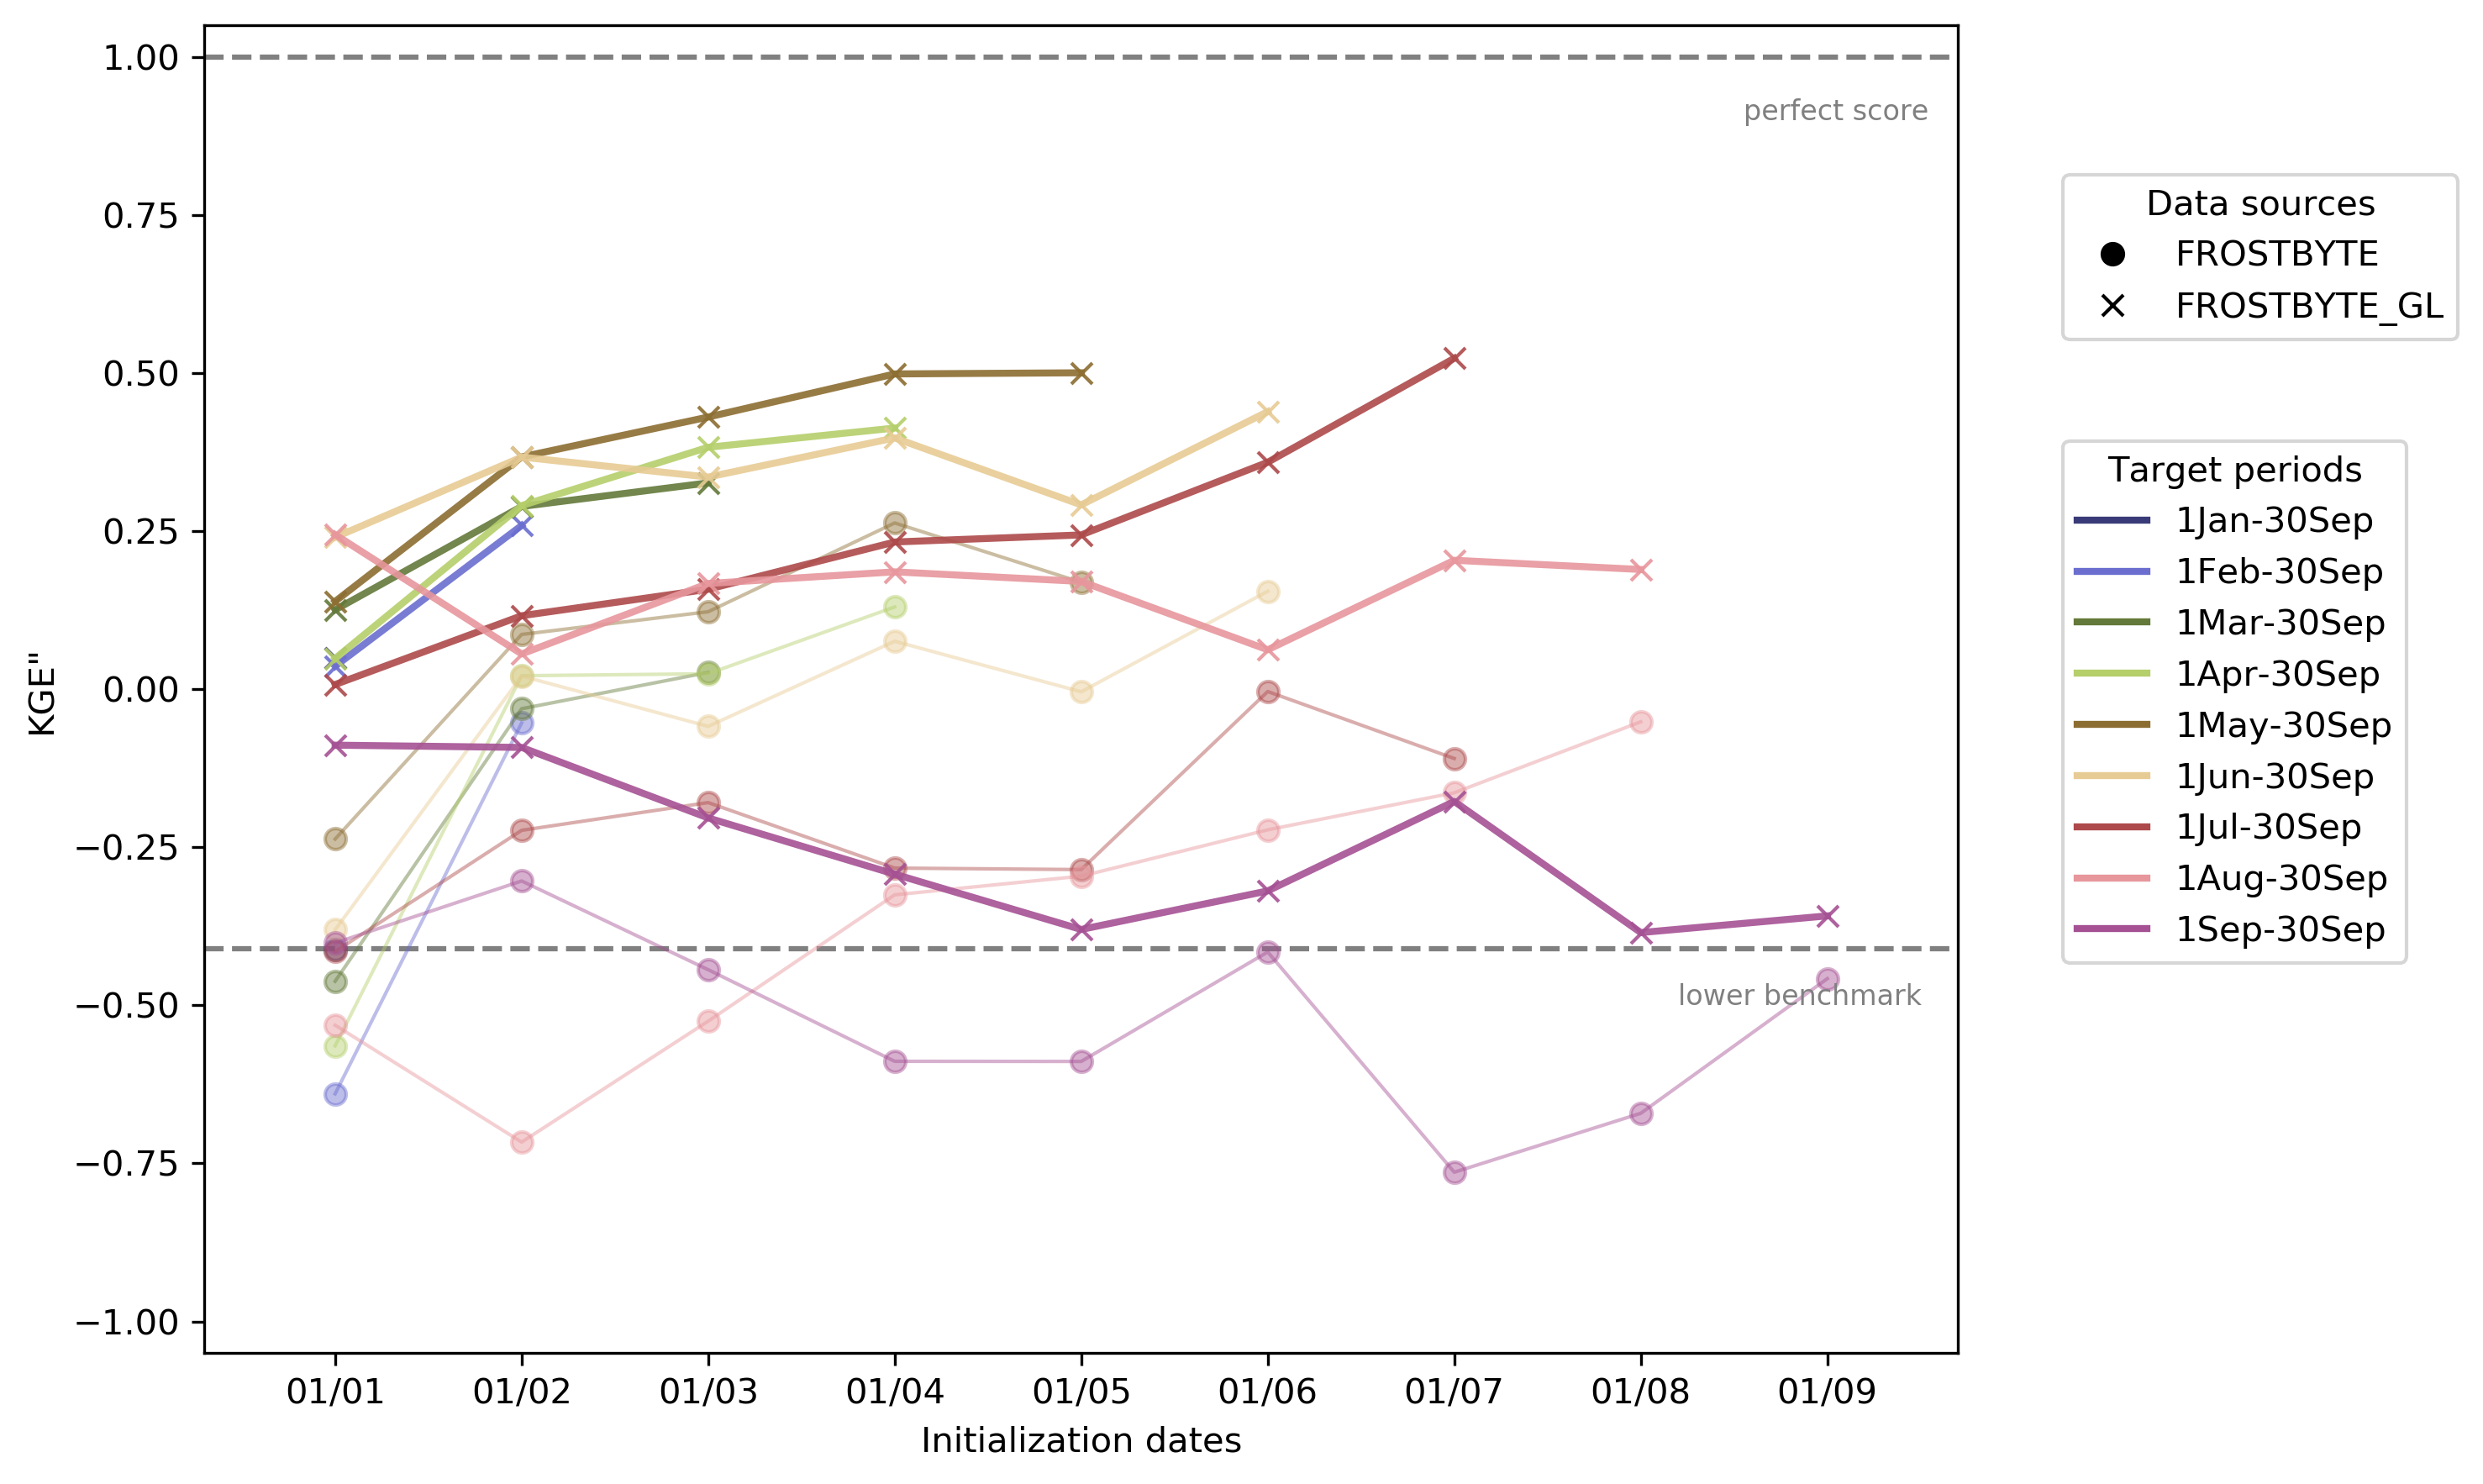 1.00
0.75
0.50
0.25
0.00
−0.25
−0.50
−0.75
−1.00
KGE"
perfect score
lower benchmark
01/01 01/02 01/03 01/04 01/05 01/06 01/07 01/08 01/09
Initialization dates
Data sources
FROSTBYTE
FROSTBYTE_GL
Target periods
1Jan-30Sep
1Feb-30Sep
1Mar-30Sep
1Apr-30Sep
1May-30Sep
1Jun-30Sep
1Jul-30Sep
1Aug-30Sep
1Sep-30Sep